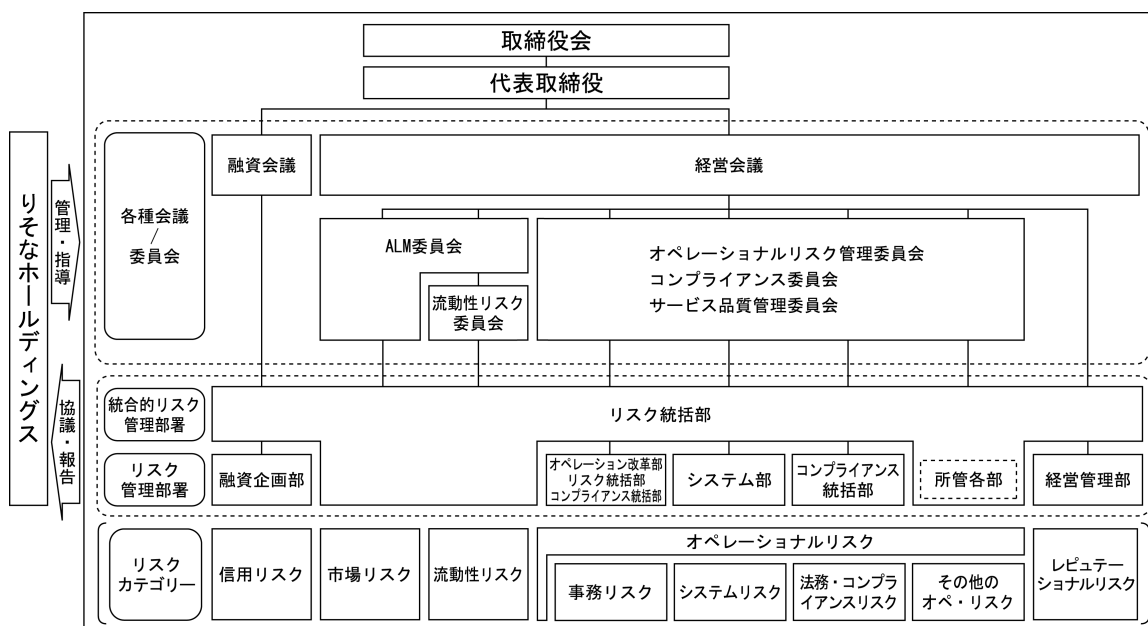 取締役会
代表取締役
りそなホールディングス
管理・指導
協議・報告
各種会議
/
委員会
融資会議
経営会議
ALM委員会
流動性リスク
委員会
オペレーショナルリスク管理委員会
コンプライアンス委員会
サービス品質管理委員会
統合的リスク
管理部署
リスク統括部
リスク
管理部署
融資企画部
オペレーション改革部
リスク統括部
コンプライアンス統括部
システム部
コンプライアンス
統括部
所管各部
経営管理部
リスク
カテゴリー
信用リスク
市場リスク
流動性リスク
オペレーショナルリスク
事務リスク
システムリスク
法務・コンプラ
イアンスリスク
その他の
オペ・リスク
レピュテー
ショナルリスク